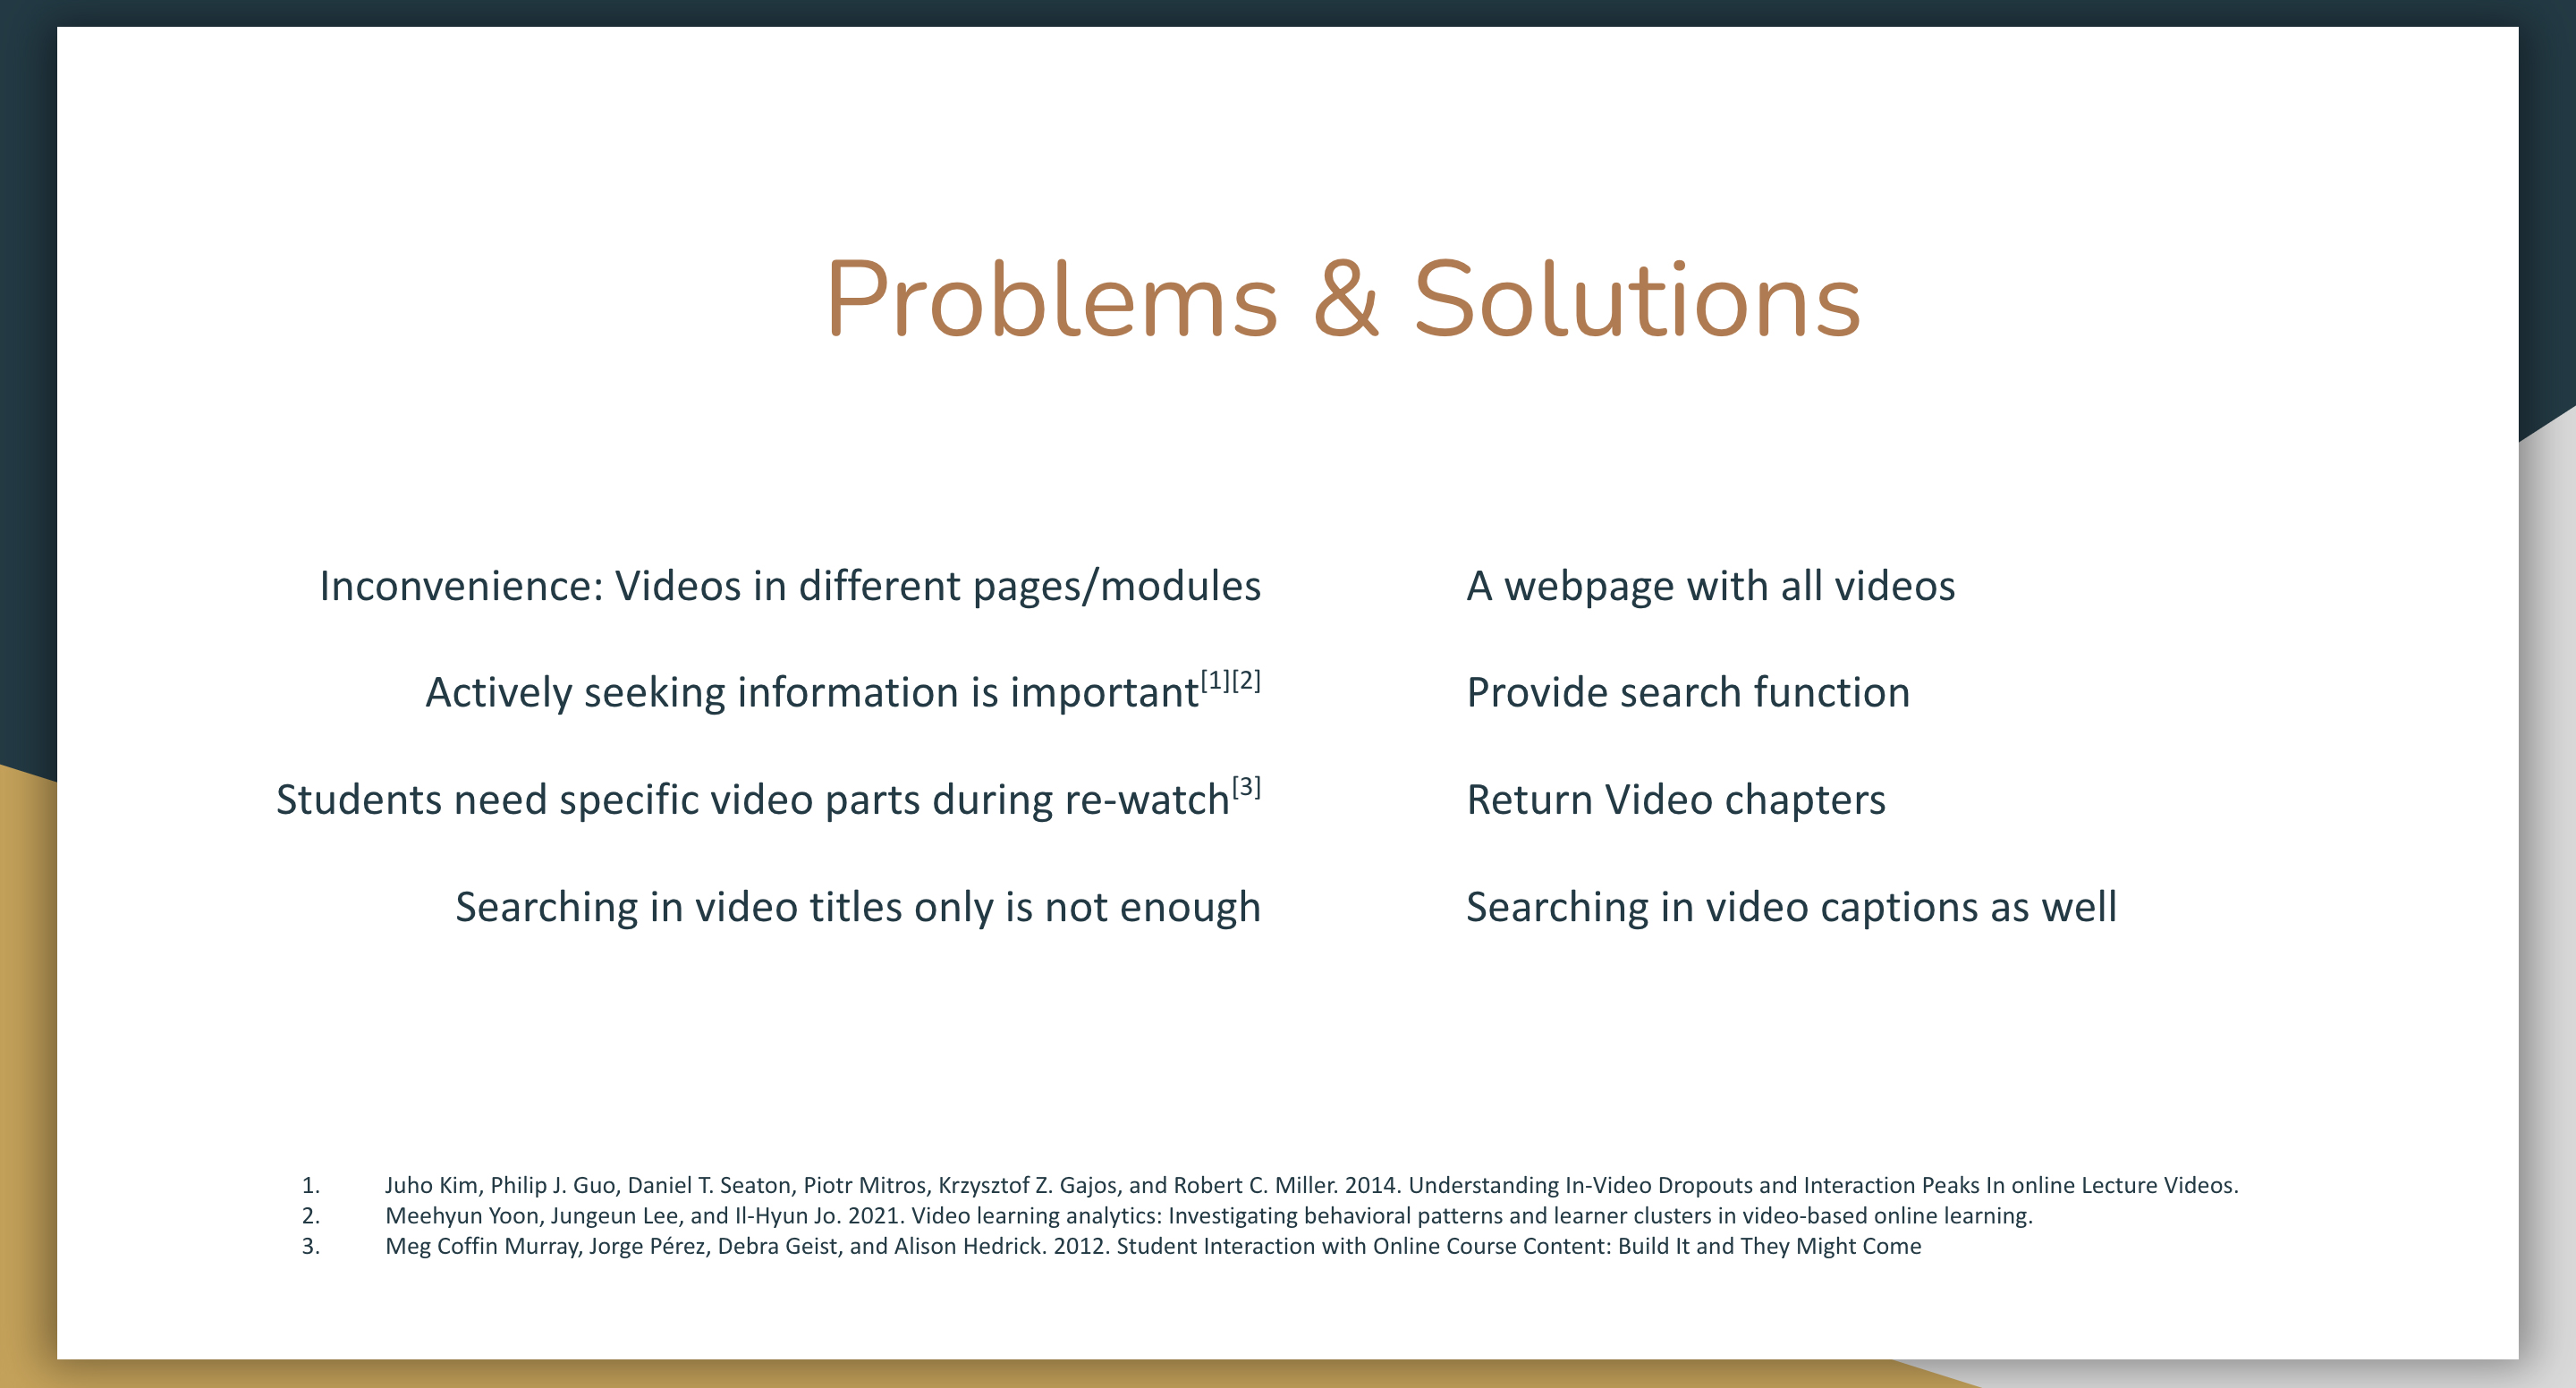 Problems & Solutions
Inconvenience: Videos in different pages/modules
A webpage with all videos
Actively seeking information is important[1][2]
Provide search function
Students need specific video parts during re-watch[3]
Return Video chapters
Searching in video titles only is not enough
Searching in video captions as well
1. Juho Kim, Philip J. Guo, Daniel T. Seaton, Piotr Mitros, Krzysztof Z. Gajos, and Robert C. Miller. 2014. Understanding In-Video Dropouts and Interaction Peaks In online Lecture Videos.
2. Meehyun Yoon, Jungeun Lee, and Il-Hyun Jo. 2021. Video learning analytics: Investigating behavioral patterns and learner clusters in video-based online learning.
3. Meg Coffin Murray, Jorge Pérez, Debra Geist, and Alison Hedrick. 2012. Student Interaction with Online Course Content: Build It and They Might Come